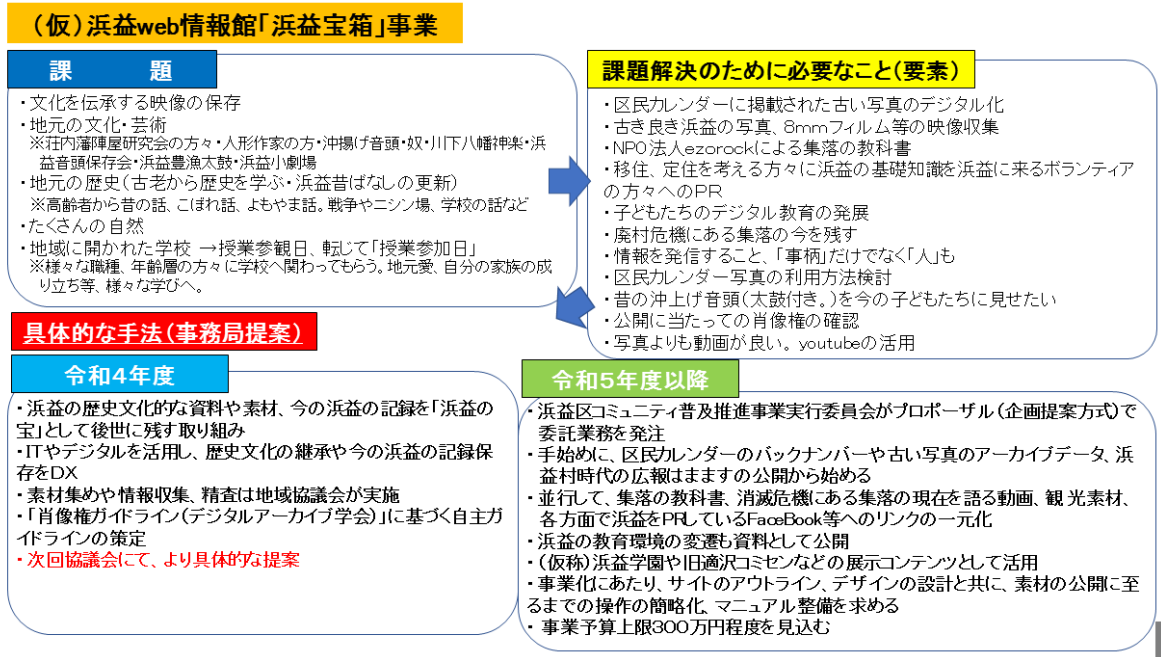 （仮）浜益web情報館「浜益宝箱」事業
課　　題
・文化を伝承する映像の保存
・地元の文化・芸術
※荘内藩陣屋研究会の方々・人形作家の方・沖揚げ音頭・奴・川下八幡神楽・浜
益音頭保存会・浜益豊漁太鼓・浜益小劇場
・地元の歴史（古老から歴史を学ぶ・浜益昔ばなしの更新）
※高齢者から昔の話、こぼれ話、よもやま話。戦争やニシン場、学校の話など
・たくさんの自然
・地域に開かれた学校 →授業参観日、転じて「授業参加日」
※様々な職種、年齢層の方々に学校へ関わってもらう。地元愛、自分の家族の成
り立ち等、様々な学びへ。
課題解決のために必要なこと（要素）
・区民カレンダーに掲載された古い写真のデジタル化
・古き良き浜益の写真、8mmフィルム等の映像収集
・NPO法人ezorockによる集落の教科書
・移住、定住を考える方々に浜益の基礎知識を浜益に来るボランティア
の方々へのPR
・子どもたちのデジタル教育の発展
・廃村危機にある集落の今を残す
・情報を発信すること、「事柄」だけでなく「人」も
・区民カレンダー写真の利用方法検討
・昔の沖上げ音頭（太鼓付き。）を今の子どもたちに見せたい
・公開に当たっての肖像権の確認
・写真よりも動画が良い。youtubeの活用
具体的な手法（事務局提案）
令和４年度
・浜益の歴史文化的な資料や素材、今の浜益の記録を「浜益の
宝」として後世に残す取り組み
・ITやデジタルを活用し、歴史文化の継承や今の浜益の記録保
存をDX
・素材集めや情報収集、精査は地域協議会が実施
・「肖像権ガイドライン（デジタルアーカイブ学会）」に基づく自主ガ
イドラインの策定
・次回協議会にて、より具体的な提案
令和５年度以降
・浜益区コミュニティ普及推進事業実行委員会がプロポーザル（企画提案方式）で
委託業務を発注
・手始めに、区民カレンダーのバックナンバーや古い写真のアーカイブデータ、浜
益村時代の広報はまますの公開から始める
・並行して、集落の教科書、消滅危機にある集落の現在を語る動画、観光素材、
各方面で浜益をPRしているFaceBook等へのリンクの一元化
・浜益の教育環境の変遷も資料として公開
・（仮称）浜益学園や旧適沢コミセンなどの展示コンテンツとして活用
・事業化にあたり、サイトのアウトライン、デザインの設計と共に、素材の公開に至
るまでの操作の簡略化、マニュアル整備を求める
・事業予算上限300万円程度を見込む